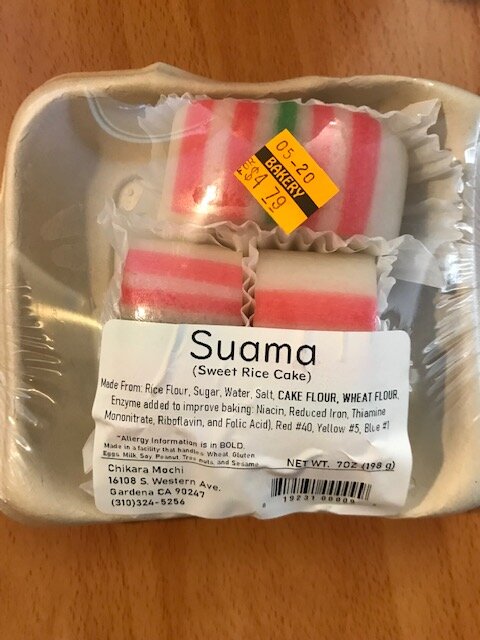 05-20
BAKERY
FOR
$4.79
Suama
(Sweet Rice Cake)
Made From: Rice Flour, Sugar, Water, Salt, CAKE FLOUR, WHEAT FLOUR,
Enzyme added to improve baking: Niacin, Reduced Iron, Thiamine
Mononitrate, Riboflavin, and Folic Acid), Red #40, Yellow #5, Blue #1
*Allergy Information is in BOLD.
Made in a facility that handles Wheat, Gluten,
Eggs, Milk, Soy, Peanut, Tree nuts, and Sesame
NET WT. 7OZ (198 g)
Chikara Mochi
16108 S. Western Ave.
Gardena CA 90247
(310)324-5256